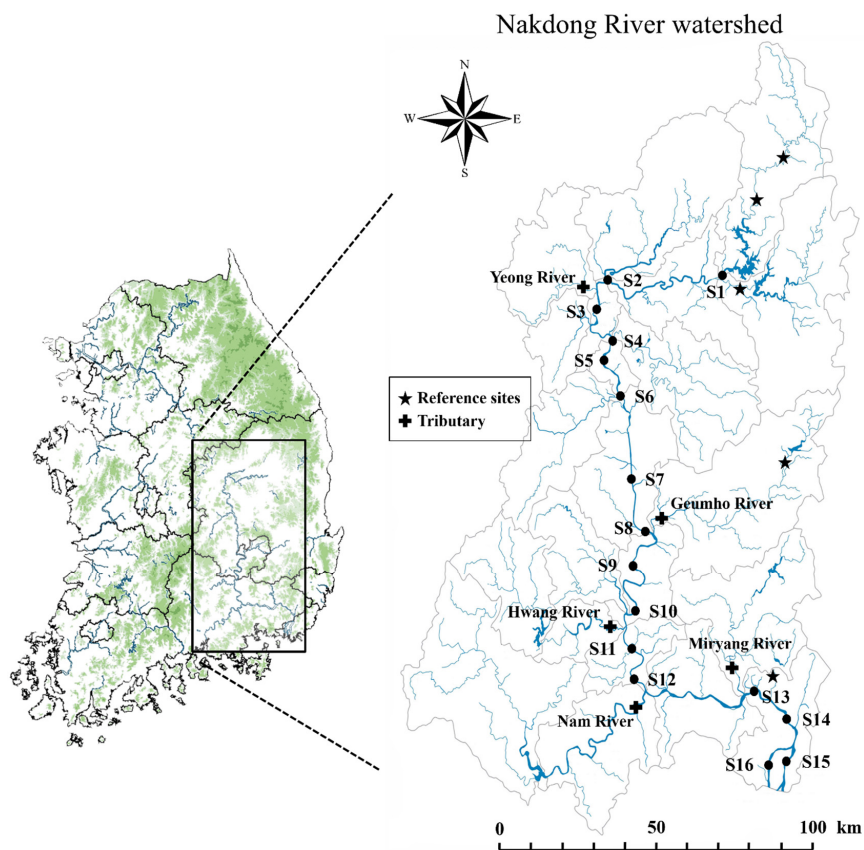 Nakdong River watershed
N
W
E
S
Yeong River
S2
S1
S3
S4
S5
Reference sites
Tributary
S6
S7
Geumho River
S8
S9
Hwang River
S10
S11
Miryang River
S12
S13
Nam River
S14
S16
S15
0 50 100 km